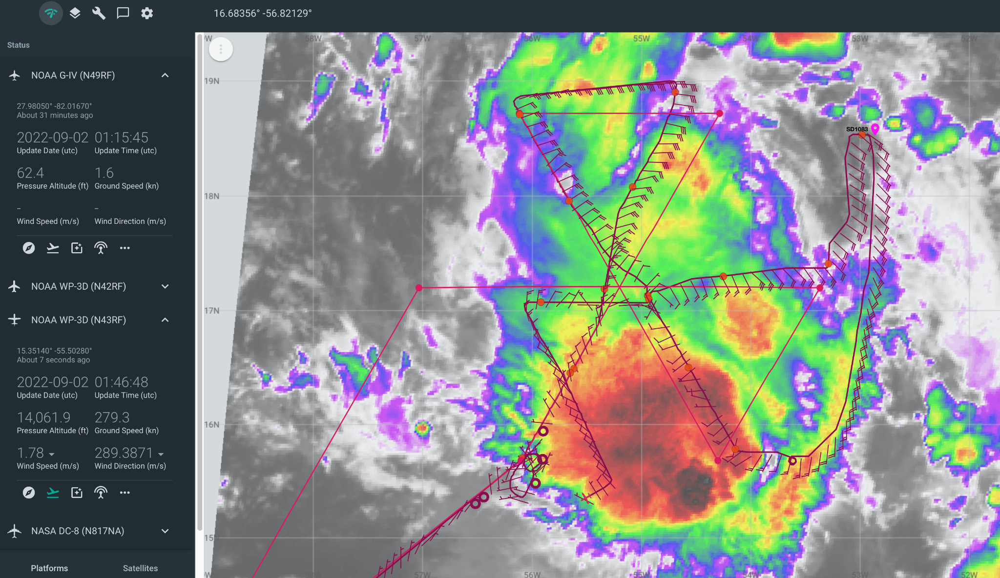 16.68356° -56.82129°
Status
NOAA G-IV (N49RF)
27.98050° -82.01670°
About 31 minutes ago
2022-09-02 01:15:45
Update Date (utc) Update Time (utc)
62.4 1.6
Pressure Altitude (ft) Ground Speed (kn)
- -
Wind Speed (m/s) Wind Direction (m/s)
NOAA WP-3D (N42RF)
NOAA WP-3D (N43RF)
15.35140° -55.50280°
About 7 seconds ago
2022-09-02 01:46:48
Update Date (utc) Update Time (utc)
14,061.9 279.3
Pressure Altitude (ft) Ground Speed (kn)
1.78 289.3871
Wind Speed (m/s) Wind Direction (m/s)
NASA DC-8 (N817NA)
Platforms Satellites
W 58W 57W 56W 55W 54W 53W 52W
19N
SD1083
18N
17N
16N
15N
W 58W 57W 56W 55W 54W 53W 52W